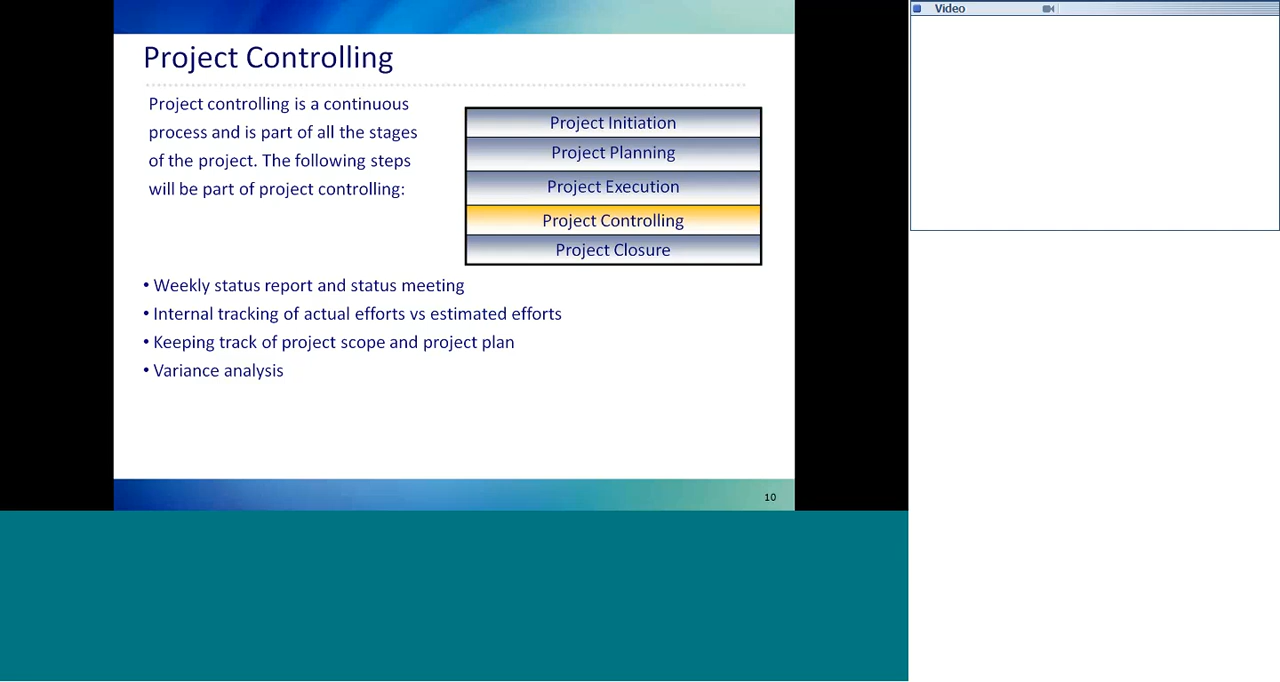 Video
Project Controlling
Project controlling is a continuous
process and is part of all the stages
of the project. The following steps
will be part of project controlling:
Project Initiation
Project Planning
Project Execution
Project Controlling
Project Closure
• Weekly status report and status meeting
• Internal tracking of actual efforts vs estimated efforts
• Keeping track of project scope and project plan
• Variance analysis
10